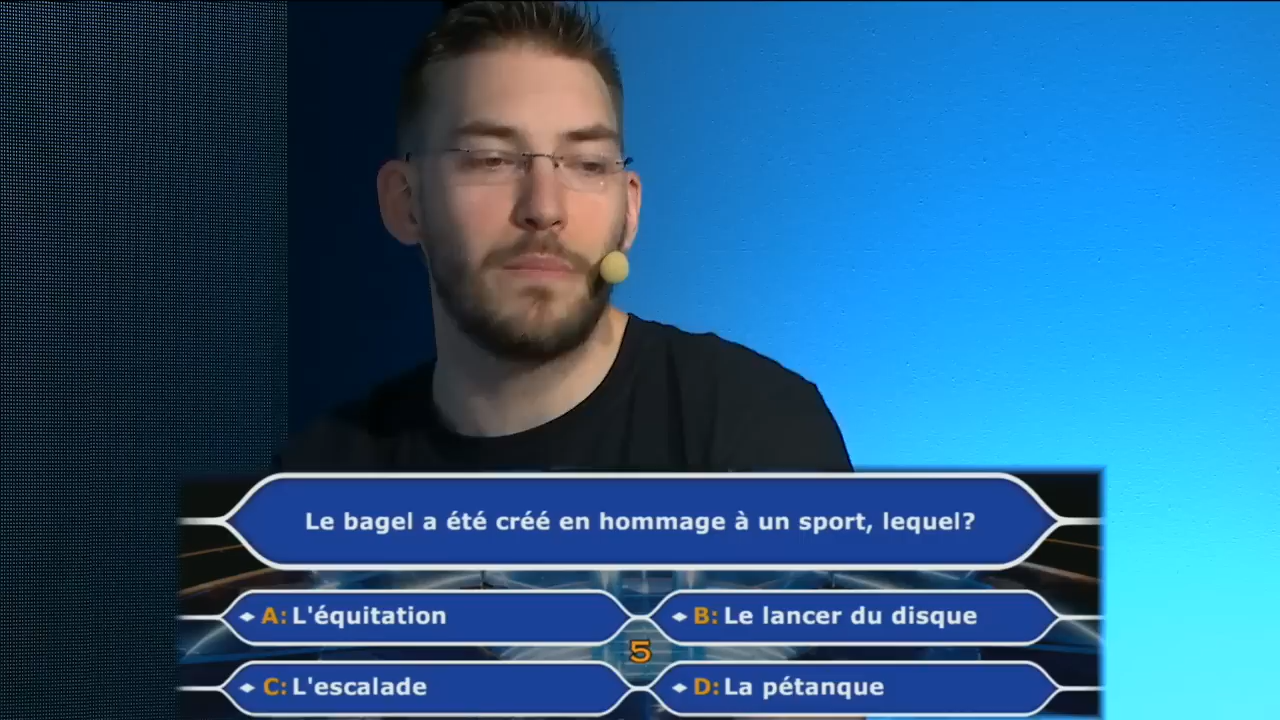 Le bagel a été créé en hommage à un sport, lequel?
A: L'équitation
B: Le lancer du disque
5
C: L'escalade
D: La pétanque